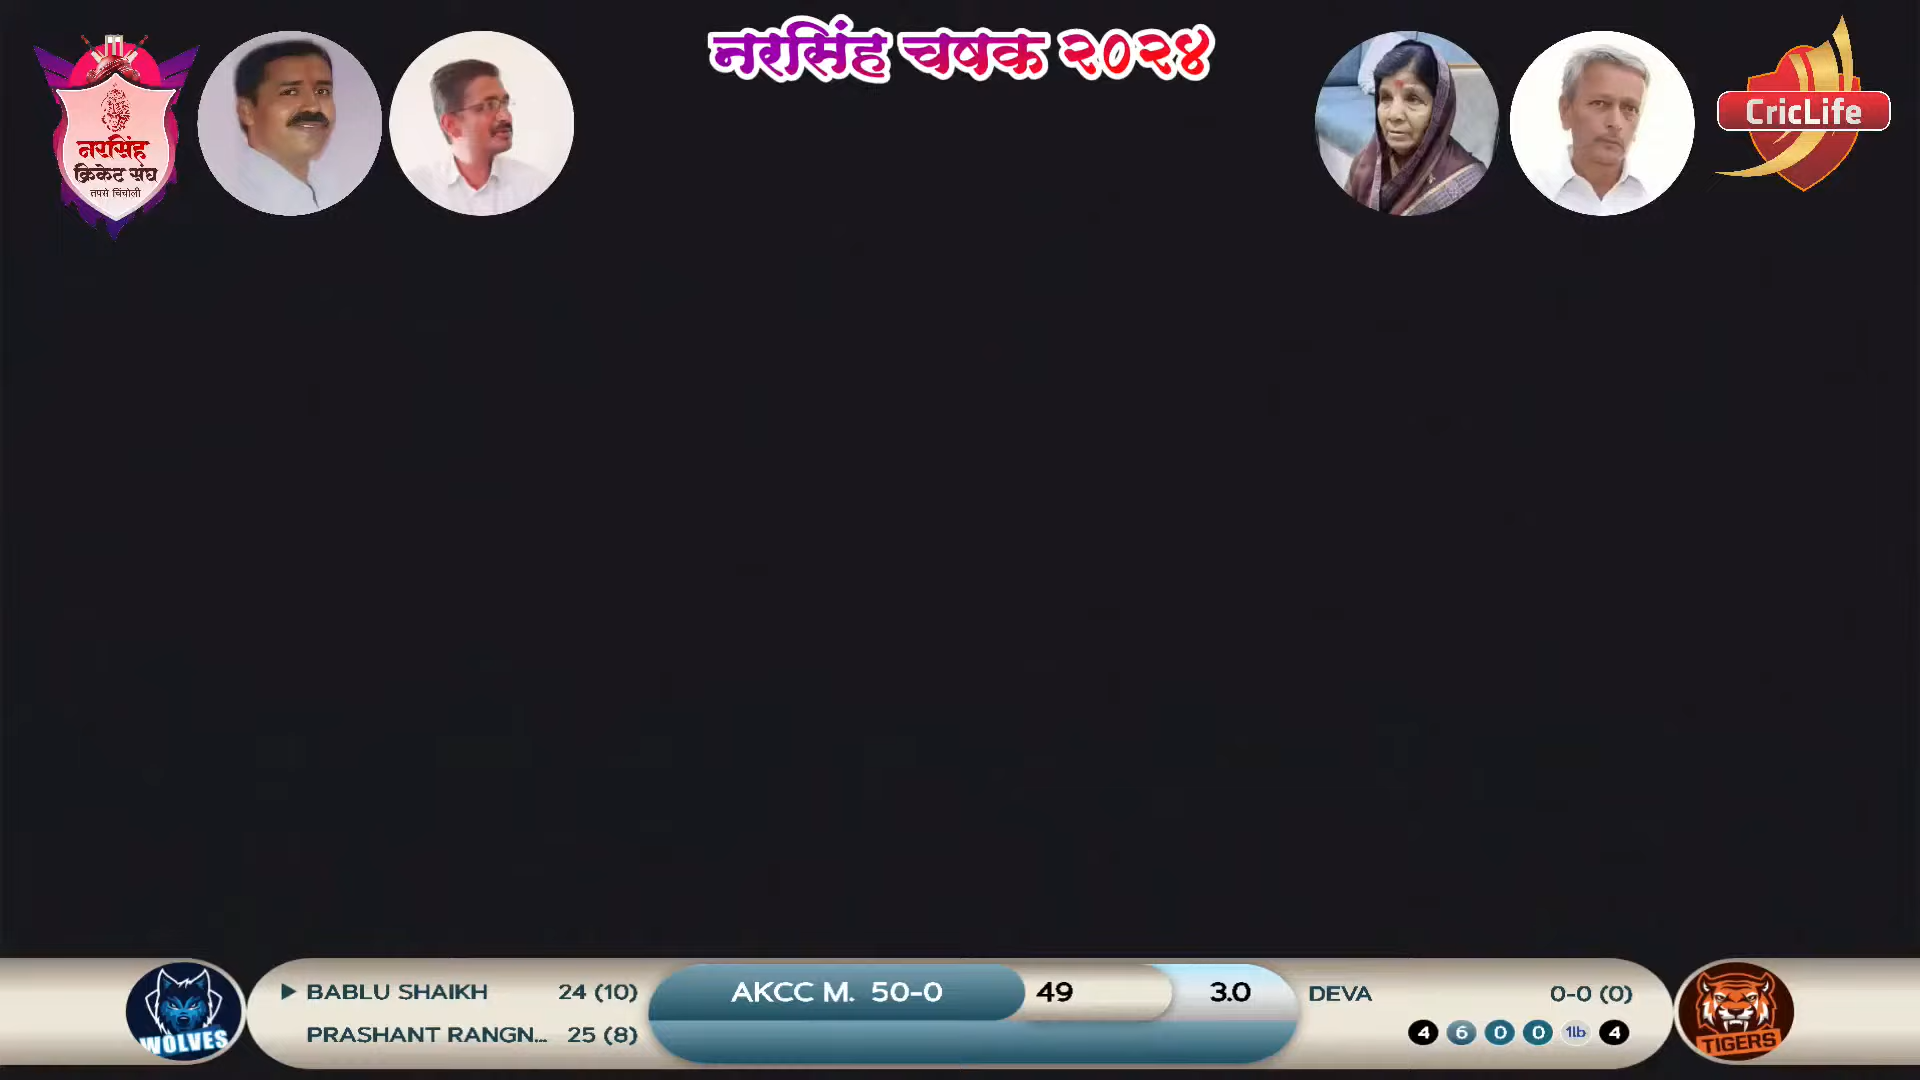 नरसिंह चषक २०२४
नरसिंह
क्रिकेट संघ
तपसे चिंचोली
CricLife
WOLVES
BABLU SHAIKH 24 (10)
PRASHANT RANGN... 25 (8)
AKCC M. 50-0 49 3.0
DEVA 0-0 (0)
4 6 0 0 1lb 4
TIGERS